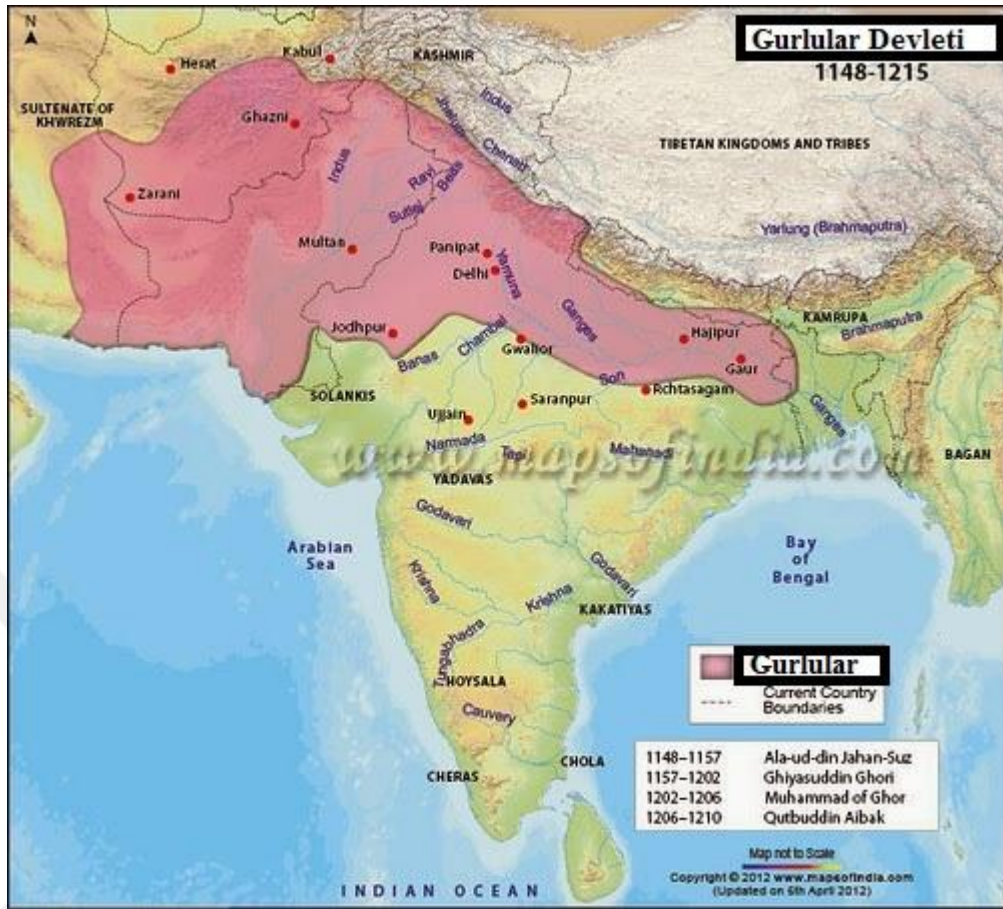 N
Gurlular Devleti
1148-1215
Kabul
KASHMIR
Herat
SULTENATE OF
KHWREZM
Ghazni
Indus
Jhelum
Chenab
TIBETAN KINGDOMS AND TRIBES
Indus
Ravi
Beas
Sutlej
Zarani
Yarlung (Brahmaputra)
Multan
Panipat
Delhi
Yamuna
Ganges
KAMRUPA
Brahmaputra
Jodhpur
Banas
Chambal
Gwalior
Hajipur
Gaur
Son
Rchtasagam
SOLANKIS
Saranpur
Ujjain
Ganges
Narmada
Tapi
Mahanadi
www.mapsofindia.com
BAGAN
YADAVAS
Godavari
Arabian
Sea
Bay
of
Bengal
Krishna
Godavari
Krishna
KAKATIYAS
Tungabhadra
HOYSALA
Cauvery
CHERAS
CHOLA
Gurlular
Current Country
Boundaries
1148-1157 Ala-ud-din Jahan-Suz
1157-1202 Ghiyasuddin Ghori
1202-1206 Muhammad of Ghor
1206-1210 Qutbuddin Aibak
Map not to Scale
Copyright © 2012 www.mapsofindia.com
(Updated on 6th April 2012)
INDIAN OCEAN